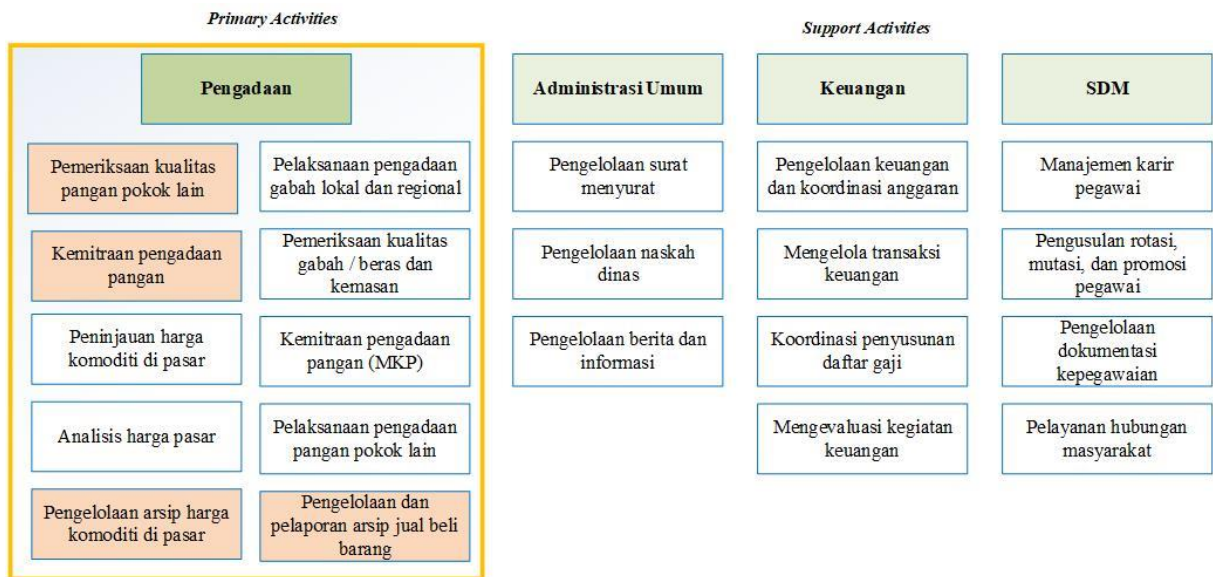 Primary Activities
Support Activities
Pengadaan
Administrasi Umum
Keuangan
SDM
Pemeriksaan kualitas
pangan pokok lain
Pelaksanaan pengadaan
gabah lokal dan regional
Pengelolaan surat
menyurat
Pengelolaan keuangan
dan koordinasi anggaran
Manajemen karir
pegawai
Kemitraan pengadaan
pangan
Pemeriksaan kualitas
gabah / beras dan
kemasan
Pengelolaan naskah
dinas
Mengelola transaksi
keuangan
Pengusulan rotasi,
mutasi, dan promosi
pegawai
Peninjauan harga
komoditi di pasar
Kemitraan pengadaan
pangan (MKP)
Pengelolaan berita dan
informasi
Koordinasi penyusunan
daftar gaji
Pengelolaan
dokumentasi
kepegawaian
Analisis harga pasar
Pelaksanaan pengadaan
pangan pokok lain
Mengevaluasi kegiatan
keuangan
Pelayanan hubungan
masyarakat
Pengelolaan arsip harga
komoditi di pasar
Pengelolaan dan
pelaporan arsip jual beli
barang